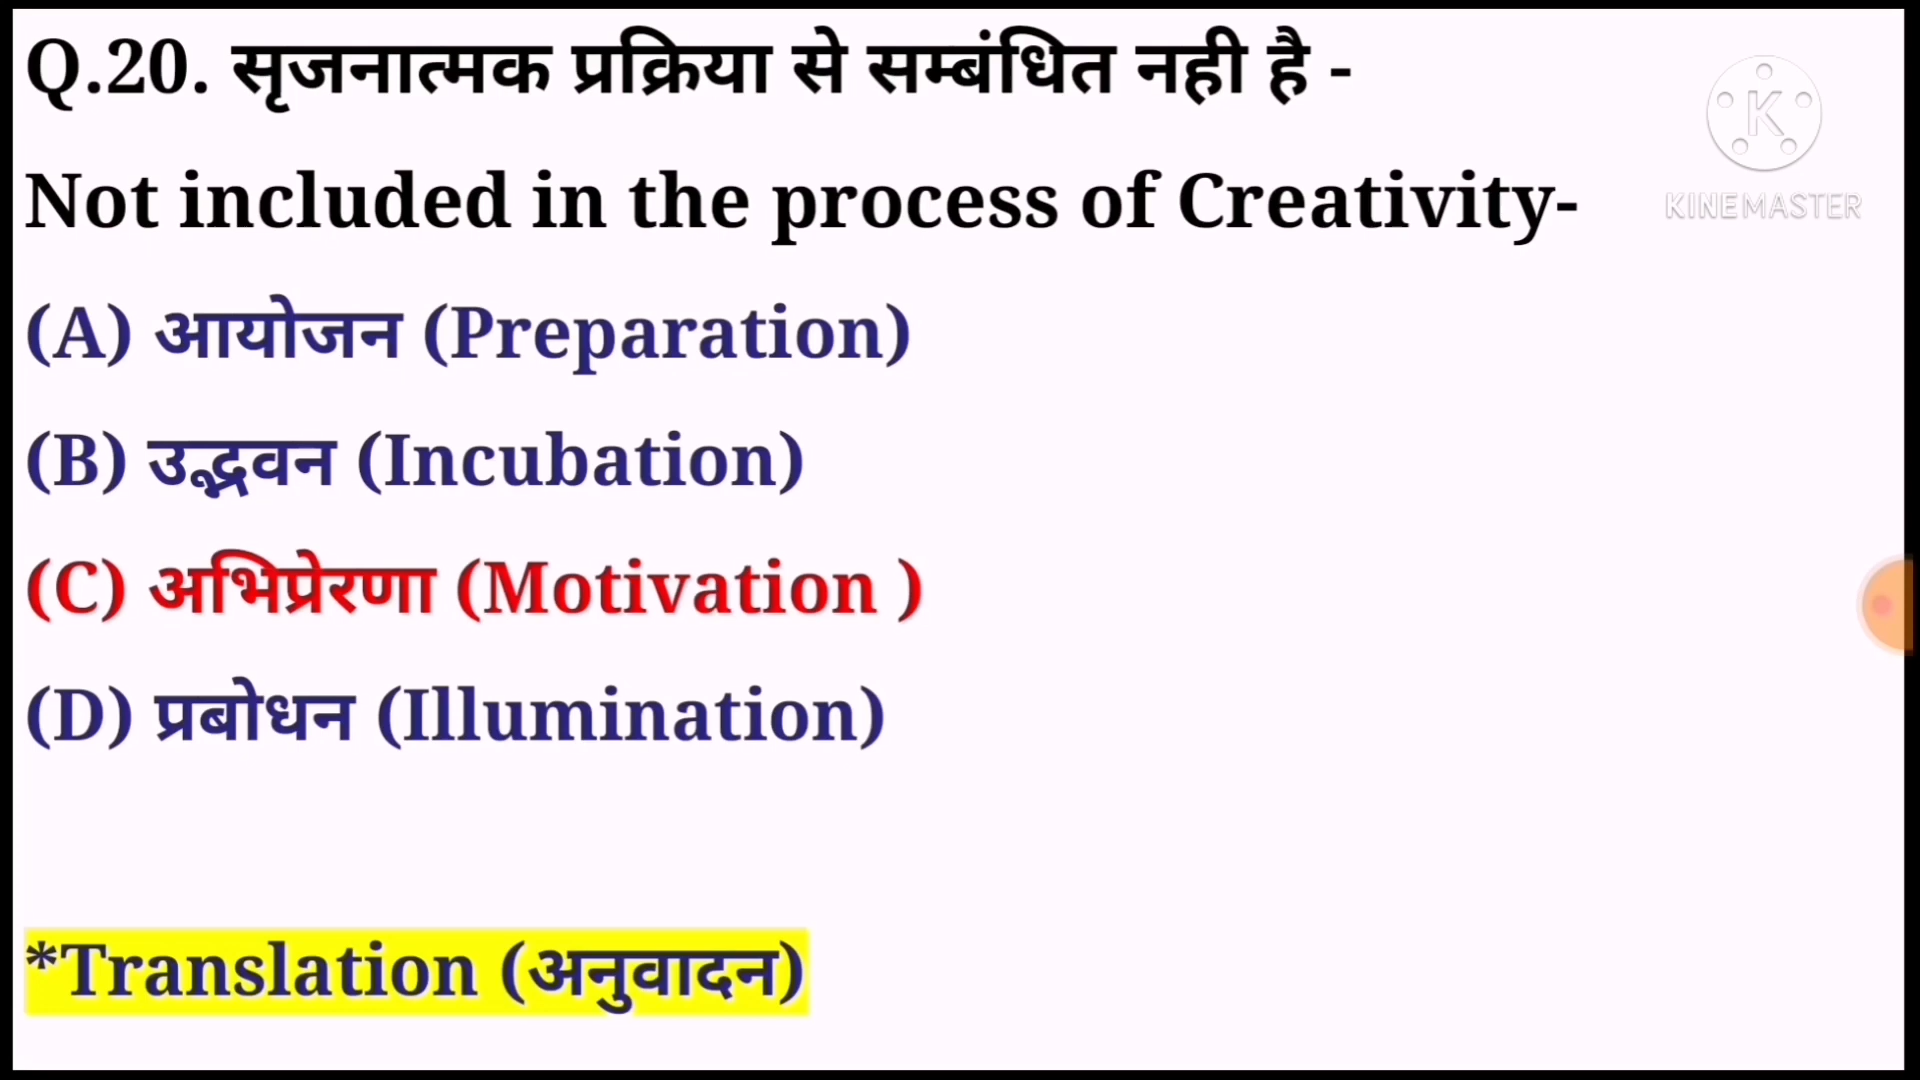 Q.20. सृजनात्मक प्रक्रिया से सम्बंधित नही है -
K
KINEMASTER
Not included in the process of Creativity-
(A) आयोजन (Preparation)
(B) उद्भवन (Incubation)
(C) अभिप्रेरणा (Motivation )
(D) प्रबोधन (Illumination)
*Translation (अनुवादन)